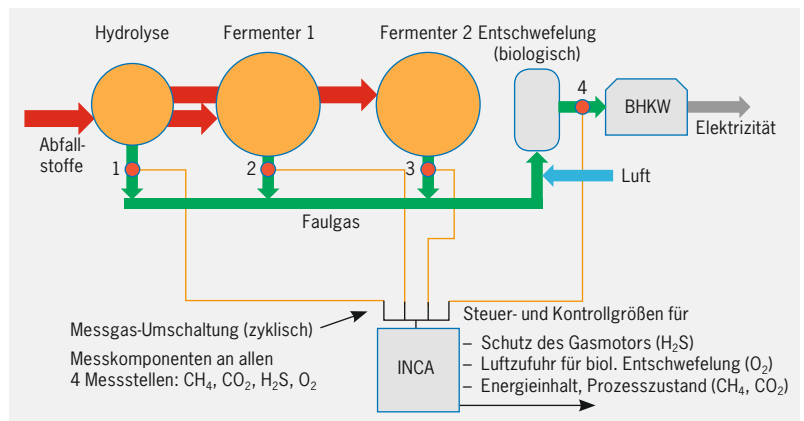 Hydrolyse
Fermenter 1
Fermenter 2
Entschwefelung
(biologisch)
4
BHKW
Elektrizität
Abfall-
stoffe
1
2
3
Luft
Faulgas
Messgas-Umschaltung (zyklisch)
Messkomponenten an allen
4 Messstellen: CH₄, CO₂, H₂S, O₂
INCA
Steuer- und Kontrollgrößen für
– Schutz des Gasmotors (H₂S)
– Luftzufuhr für biol. Entschwefelung (O₂)
– Energieinhalt, Prozesszustand (CH₄, CO₂)